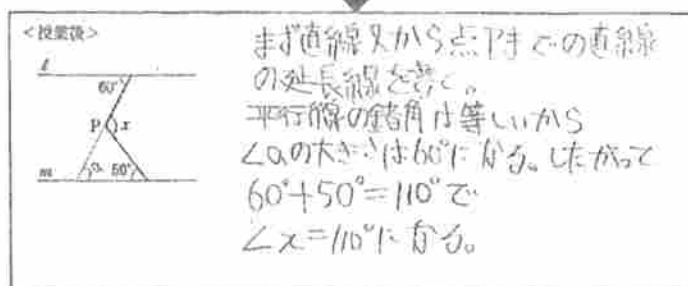 <授業後>
ℓ
60°
P
x
m
a
50°
まず直線ℓから点Pまでの直線
の延長線を書く。
平行線の錯角は等しいから
∠aの大きさは60°になる。したがって
60°+50°=110°で
∠x=110°になる。